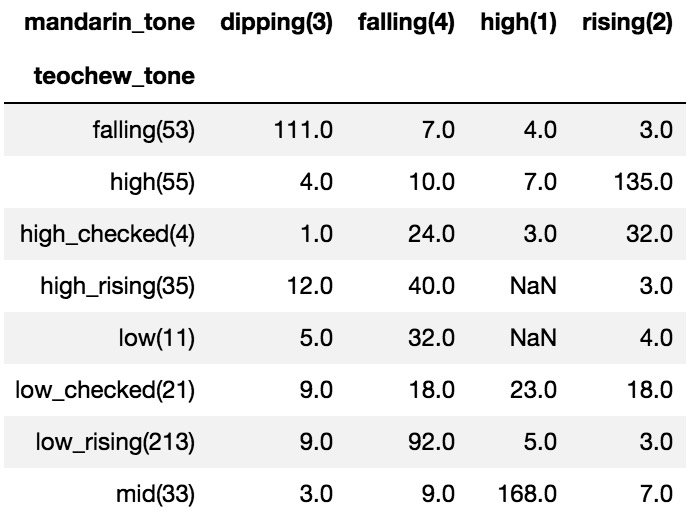 mandarin_tone dipping(3) falling(4) high(1) rising(2)
teochew_tone
falling(53) 111.0 7.0 4.0 3.0
high(55) 4.0 10.0 7.0 135.0
high_checked(4) 1.0 24.0 3.0 32.0
high_rising(35) 12.0 40.0 NaN 3.0
low(11) 5.0 32.0 NaN 4.0
low_checked(21) 9.0 18.0 23.0 18.0
low_rising(213) 9.0 92.0 5.0 3.0
mid(33) 3.0 9.0 168.0 7.0